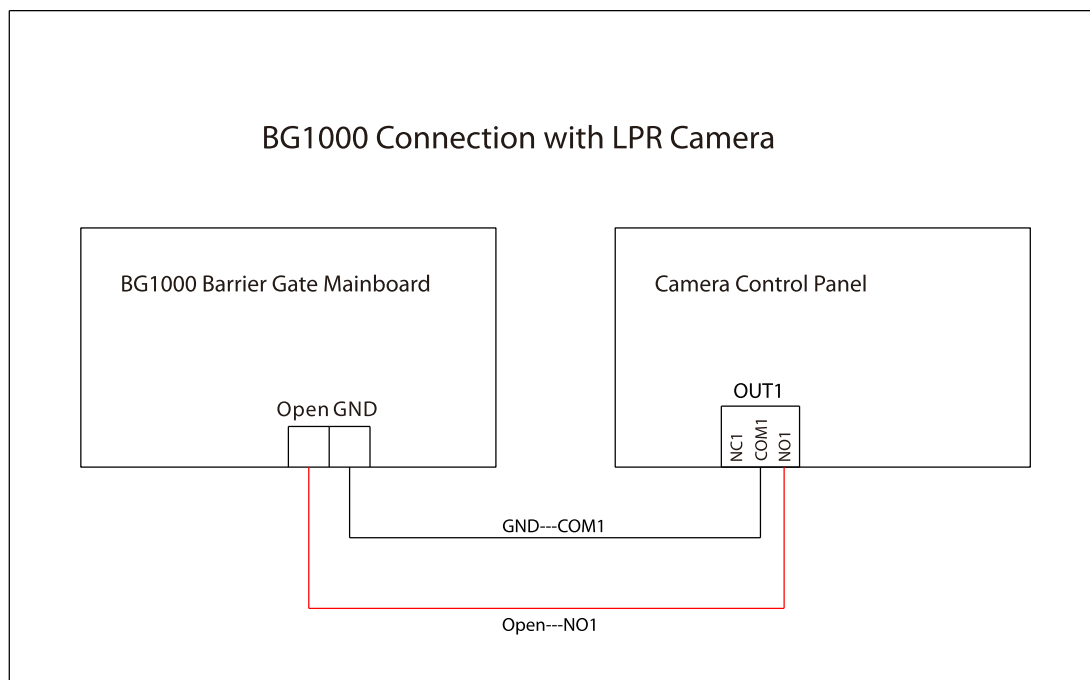 BG1000 Connection with LPR Camera
BG1000 Barrier Gate Mainboard
Camera Control Panel
Open GND
OUT1
NC1
COM1
NO1
GND---COM1
Open---NO1